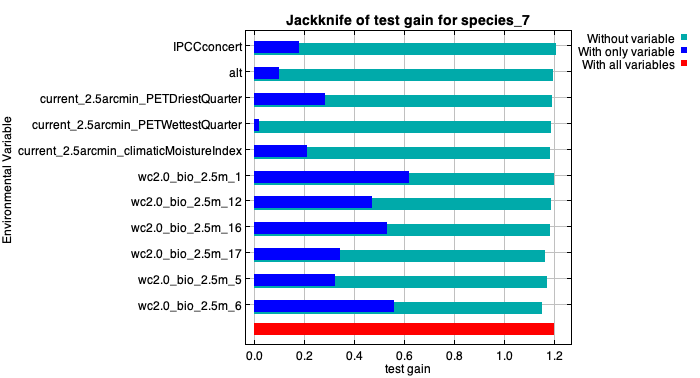 Jackknife of test gain for species_7
Without variable
With only variable
With all variables
Environmental Variable
IPCCconcert
alt
current_2.5arcmin_PETDriestQuarter
current_2.5arcmin_PETWettestQuarter
current_2.5arcmin_climaticMoistureIndex
wc2.0_bio_2.5m_1
wc2.0_bio_2.5m_12
wc2.0_bio_2.5m_16
wc2.0_bio_2.5m_17
wc2.0_bio_2.5m_5
wc2.0_bio_2.5m_6
0.0 0.2 0.4 0.6 0.8 1.0 1.2
test gain